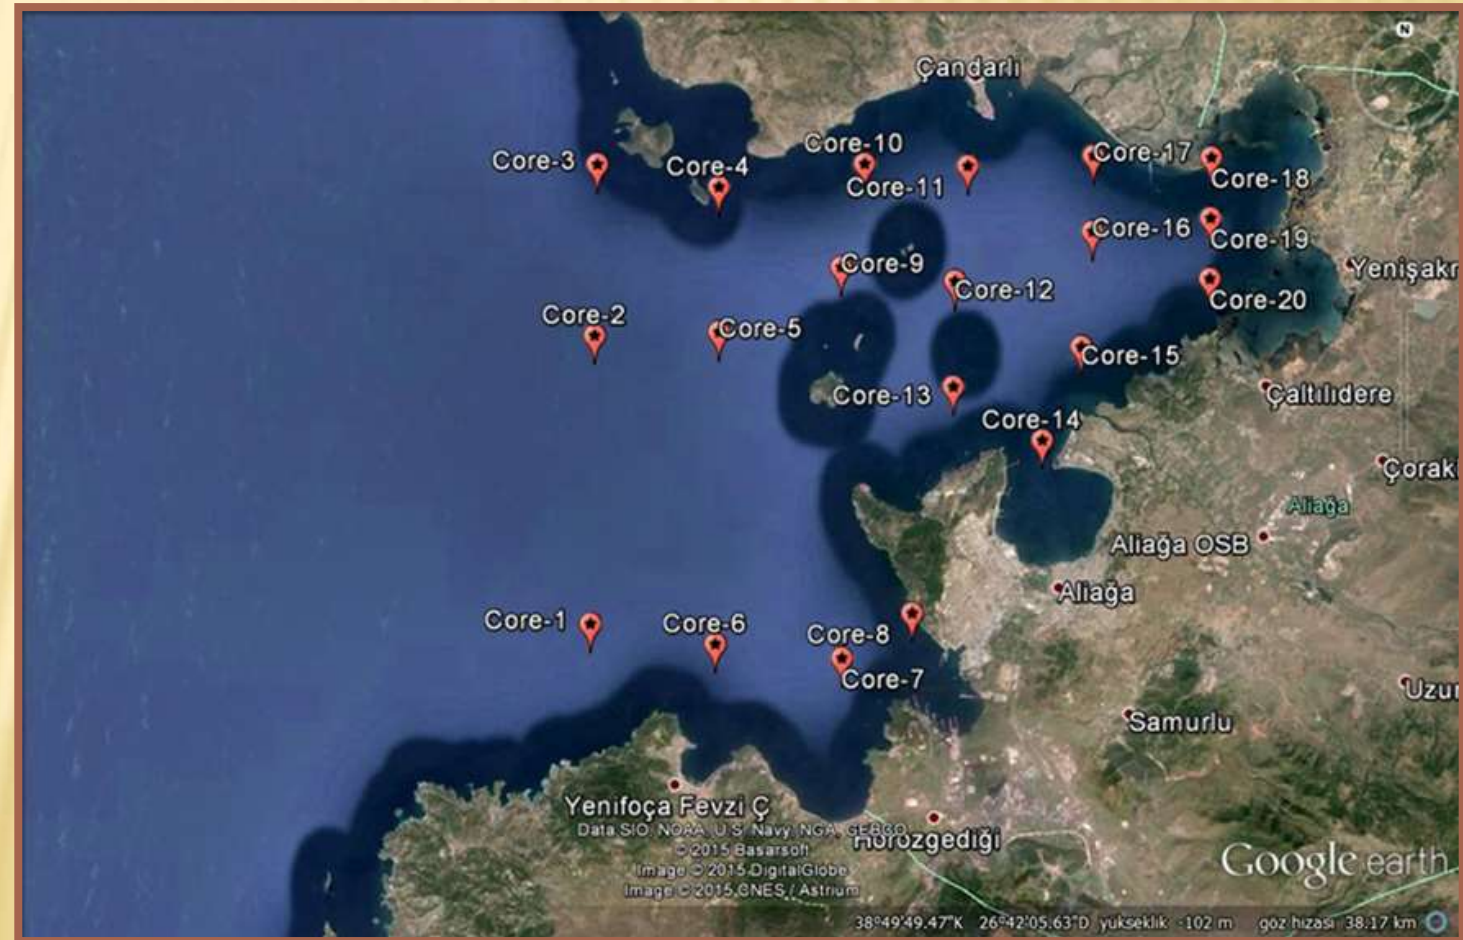 N
Çandarlı
Core-10
Core-3
Core-4
Core-17
Core-11
Core-18
Core-16
Core-19
Core-9
Yenişakr
Core-12
Core-20
Core-2
Core-5
Core-15
Core-13
Çaltılıdere
Core-14
Çoraki
Aliağa
Aliağa OSB
Aliağa
Core-1
Core-6
Core-8
Core-7
Uzun
Samurlu
Yenifoça Fevzi Ç
Data SIO, NOAA, U.S. Navy, NGA, GEBCO
Horozgediği
© 2015 Basarsoft
Image © 2015 DigitalGlobe
Image © 2015 CNES / Astrium
Google earth
38°49'49.47"K 26°42'05.63"D yükseklik -102 m göz hizası 38.17 km